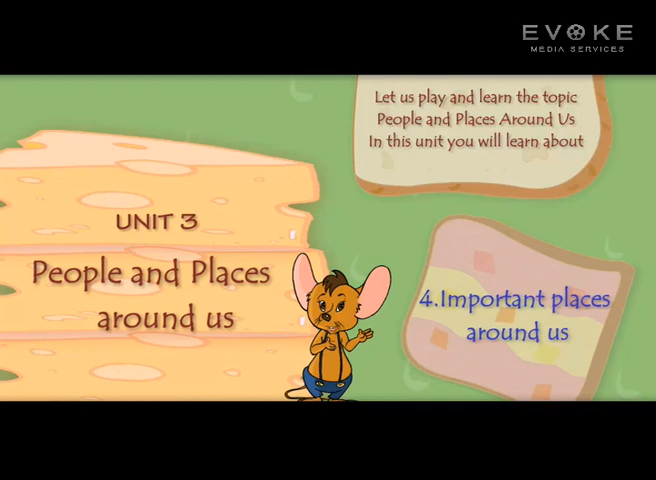 EVOKE
MEDIA SERVICES
Let us play and learn the topic
People and Places Around Us
In this unit you will learn about
UNIT 3
People and Places
around us
4.Important places
around us